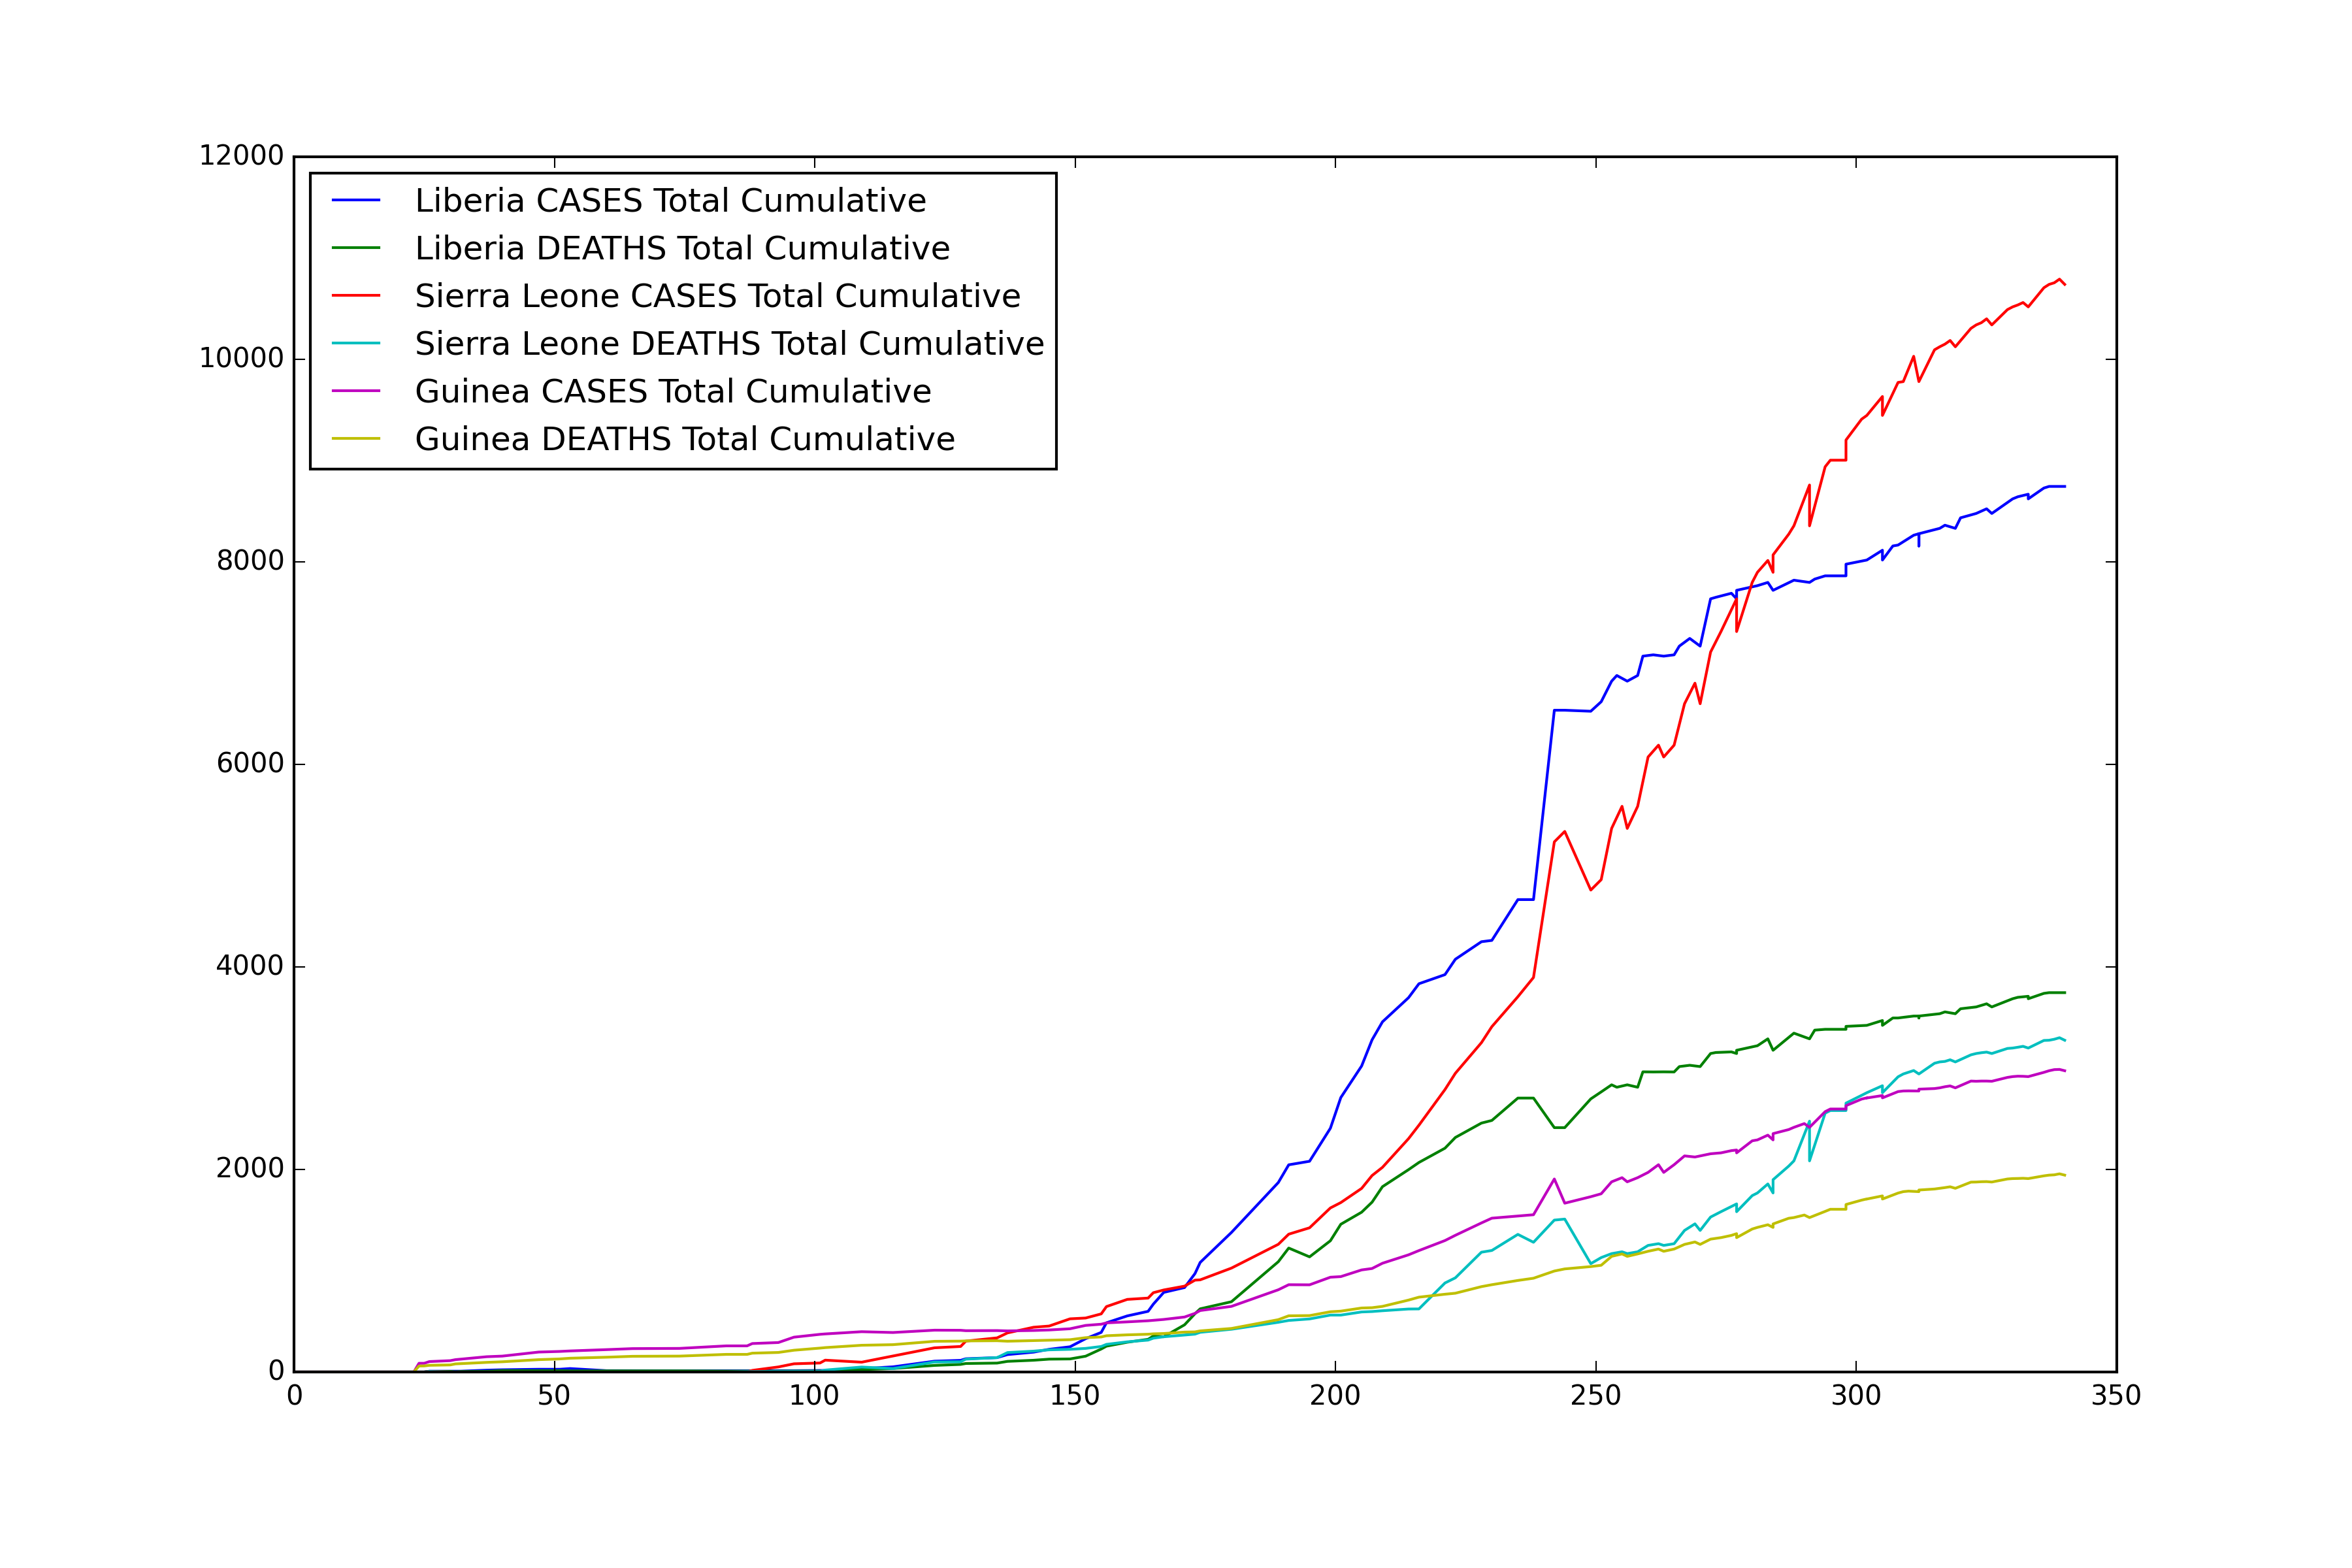 12000
10000
8000
6000
4000
2000
0
Liberia CASES Total Cumulative
Liberia DEATHS Total Cumulative
Sierra Leone CASES Total Cumulative
Sierra Leone DEATHS Total Cumulative
Guinea CASES Total Cumulative
Guinea DEATHS Total Cumulative
0 50 100 150 200 250 300 350